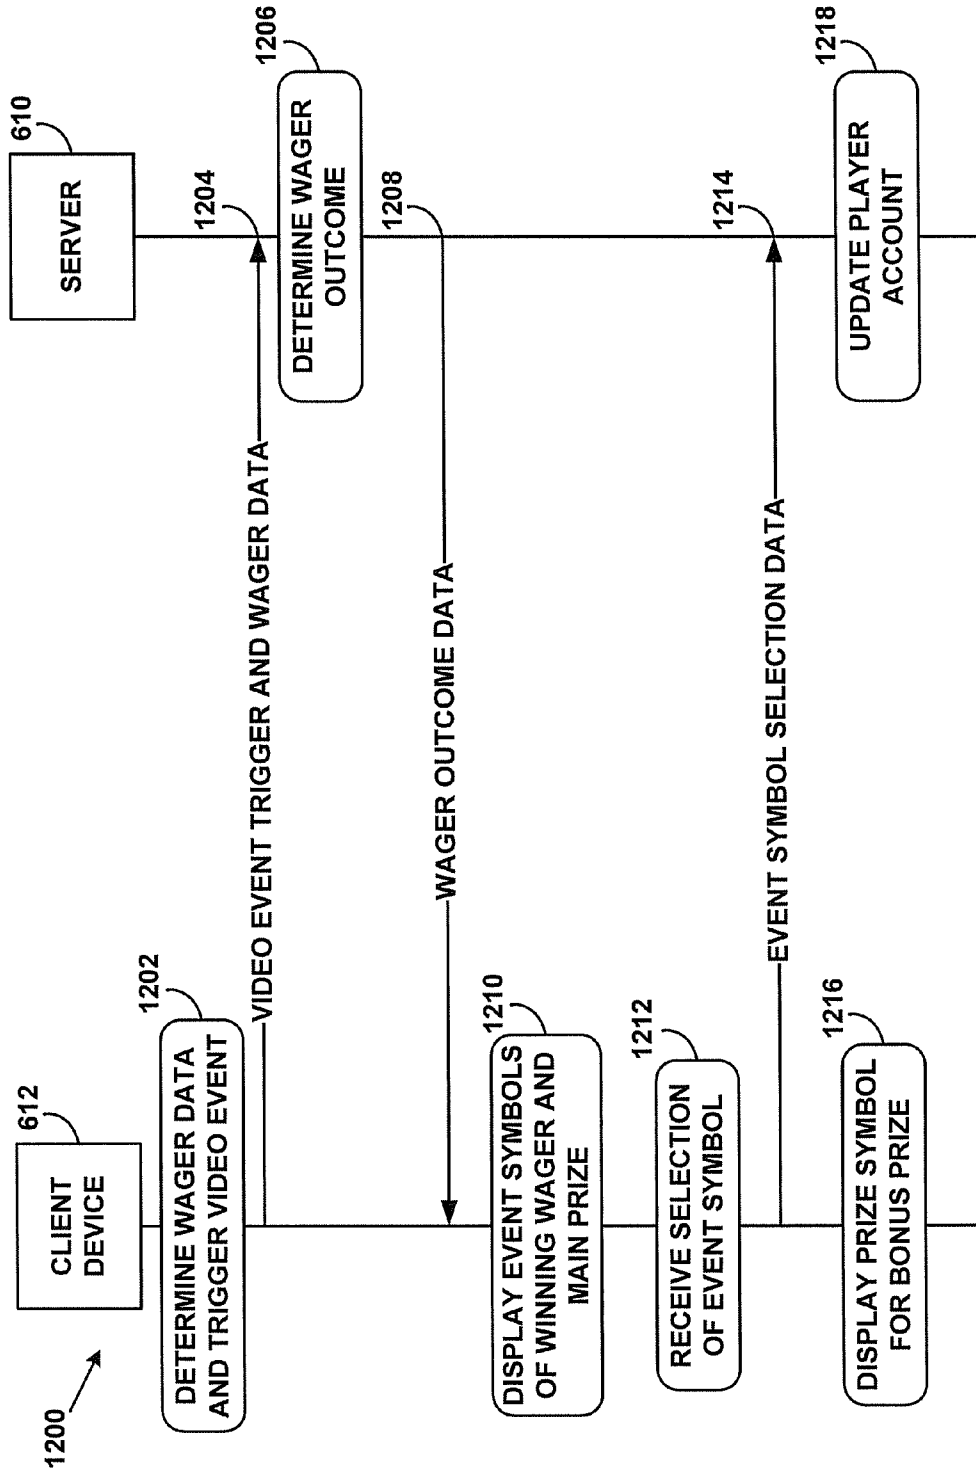 1200
612
CLIENT
DEVICE
610
SERVER
1202
DETERMINE WAGER DATA
AND TRIGGER VIDEO EVENT
VIDEO EVENT TRIGGER AND WAGER DATA
1204
1206
DETERMINE WAGER
OUTCOME
1208
WAGER OUTCOME DATA
1210
DISPLAY EVENT SYMBOLS
OF WINNING WAGER AND
MAIN PRIZE
1212
RECEIVE SELECTION
OF EVENT SYMBOL
EVENT SYMBOL SELECTION DATA
1214
1216
DISPLAY PRIZE SYMBOL
FOR BONUS PRIZE
1218
UPDATE PLAYER
ACCOUNT